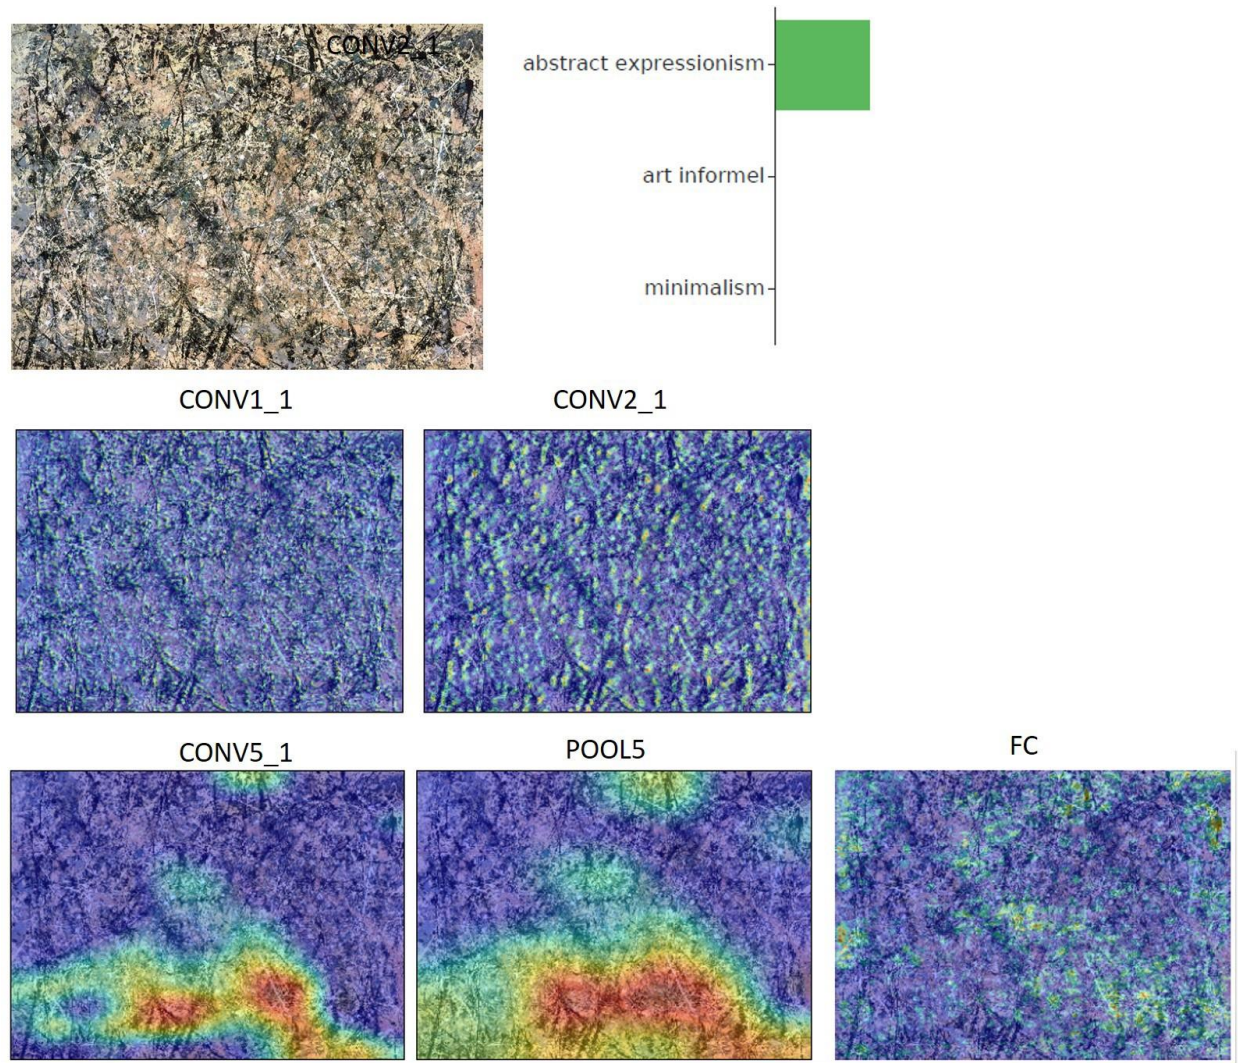 CONV2_1
abstract expressionism
art informel
minimalism
CONV1_1
CONV2_1
CONV5_1
POOL5
FC